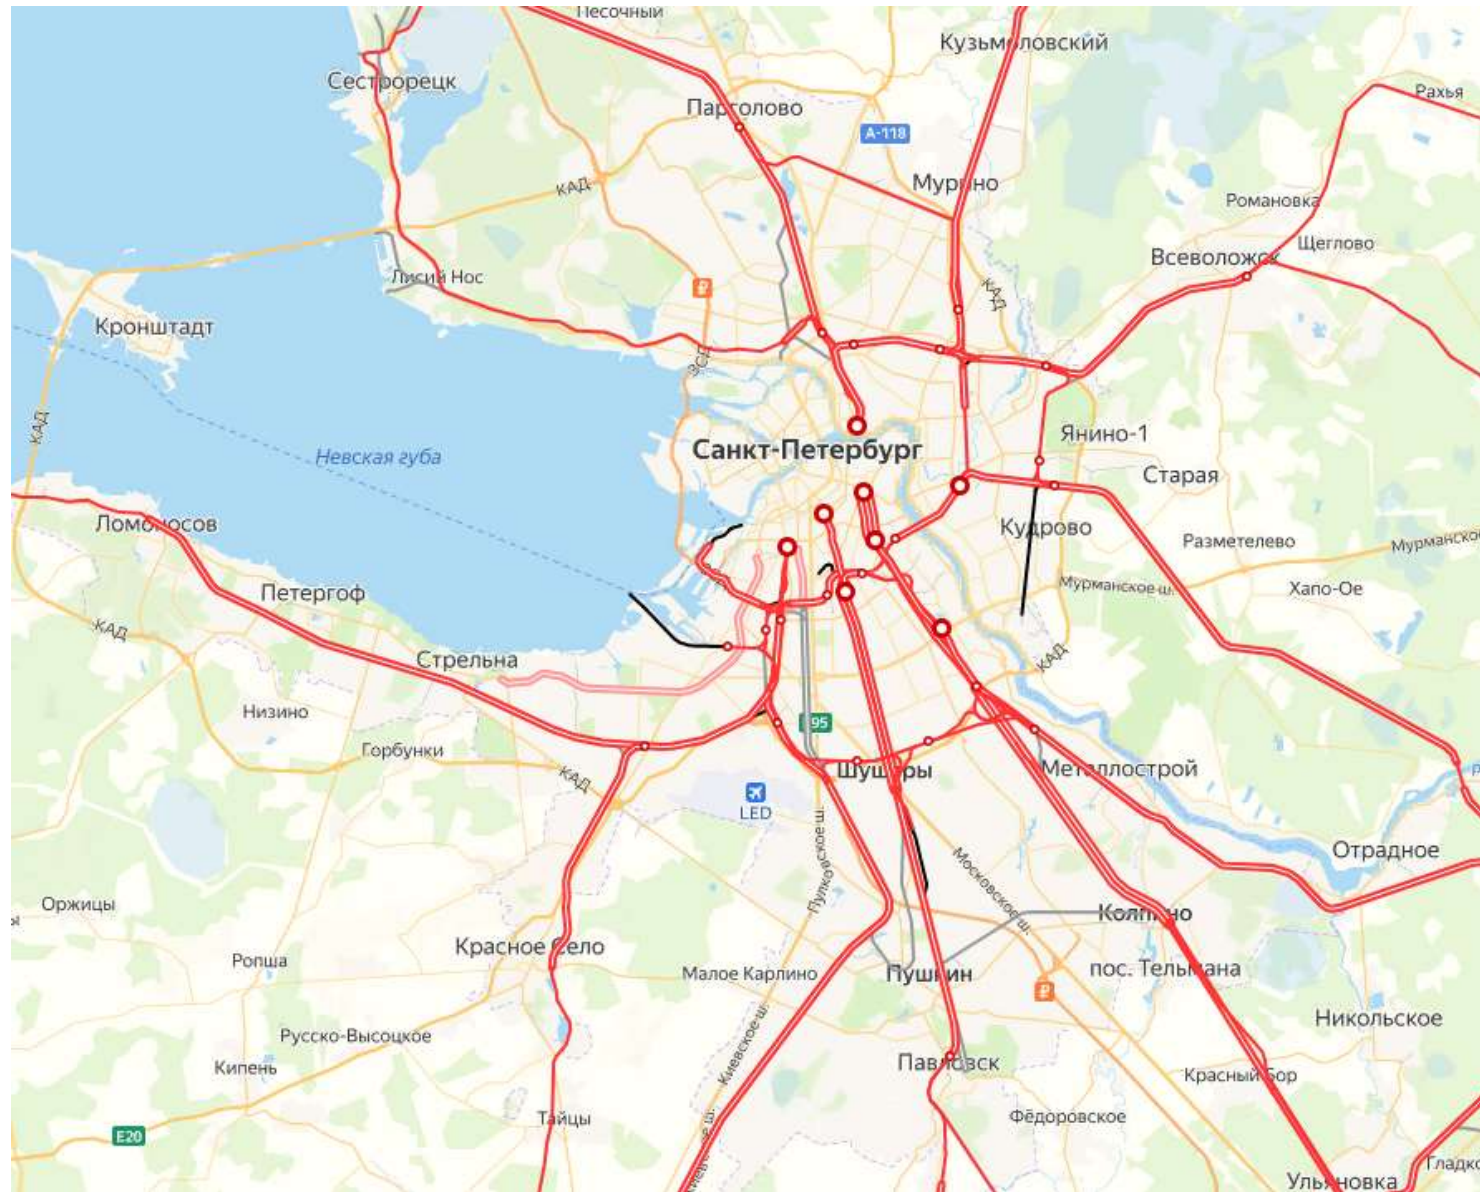 Песочный
Кузьмоловский
Сестрорецк
Рахья
Парголово
А-118
КАД
Мурино
Романовка
Щеглово
Всеволожск
Лисий Нос
КАД
Кронштадт
ЗСД
КАД
Янино-1
Санкт-Петербург
Невская губа
Старая
Ломоносов
Кудрово
Разметелево
Мурманское
ЗСД
Петергоф
Мурманское ш.
Хапо-Ое
КАД
Стрельна
КАД
Низино
95
Горбунки
Шушары
Металлострой
КАД
LED
Пулковское ш.
Отрадное
Московское ш.
Оржицы
Колпино
Красное Село
Ропша
Малое Карлино
Пушкин
пос. Тельмана
Никольское
Русско-Высоцкое
Киевское ш.
Кипень
Павловск
Красный Бор
Тайцы
Фёдоровское
E20
Гладко
Ульяновка